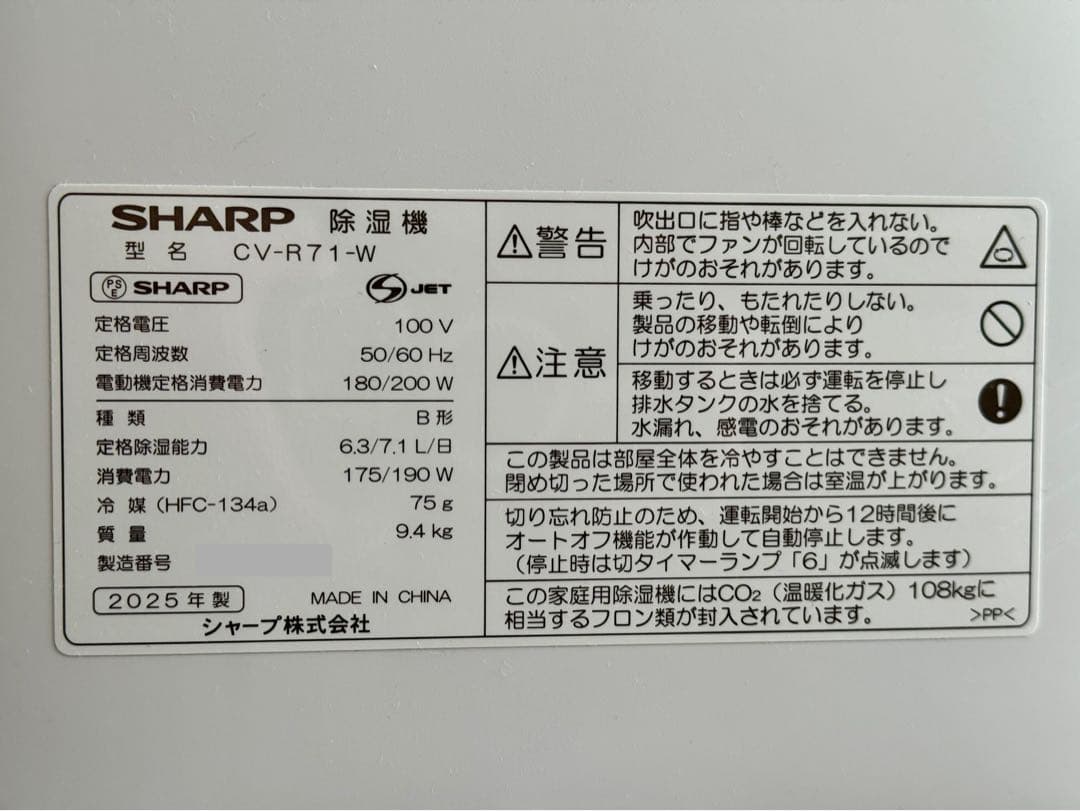 SHARP 除湿機
型名 CV-R71-W
PSE SHARP JET
定格電圧 100 V
定格周波数 50/60 Hz
電動機定格消費電力 180/200 W
種類 B形
定格除湿能力 6.3/7.1 L/日
消費電力 175/190 W
冷媒(HFC-134a) 75 g
質量 9.4 kg
製造番号
2025年製 MADE IN CHINA
シャープ株式会社
警告
吹出口に指や棒などを入れない。
内部でファンが回転しているので
けがのおそれがあります。
注意
乗ったり、もたれたりしない。
製品の移動や転倒により
けがのおそれがあります。
移動するときは必ず運転を停止し
排水タンクの水を捨てる。
水漏れ、感電のおそれがあります。
この製品は部屋全体を冷やすことはできません。
閉め切った場所で使われた場合は室温が上がります。
切り忘れ防止のため、運転開始から12時間後に
オートオフ機能が作動して自動停止します。
(停止時は切タイマーランプ「6」が点滅します)
この家庭用除湿機にはCO₂(温暖化ガス)108kgに
相当するフロン類が封入されています。
>PP<